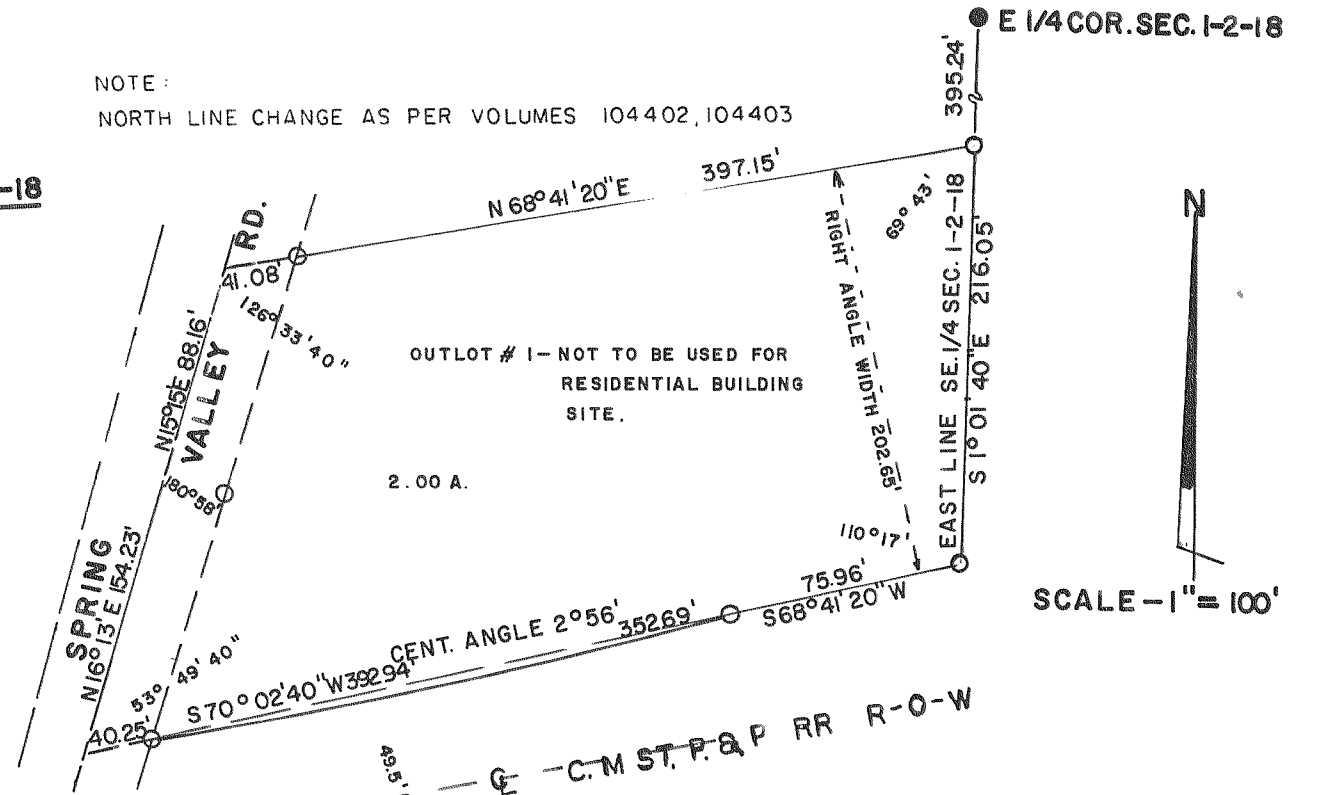 E 1/4 COR. SEC. 1-2-18
395.24'
NOTE:
NORTH LINE CHANGE AS PER VOLUMES 104402, 104403
-18
397.15'
N 68° 41' 20" E
69° 43'
RD.
41.08'
126° 33' 40"
RIGHT ANGLE WIDTH 202.65'
EAST LINE SE. 1/4 SEC. 1-2-18
S 1° 01' 40" E 216.05'
N
OUTLOT # 1 - NOT TO BE USED FOR
RESIDENTIAL BUILDING
SITE.
N15°15'E 88.16'
VALLEY
180°58'
2.00 A.
110°17'
SPRING
N16°13'E 154.23'
75.96'
S68°41'20"W
SCALE - 1" = 100'
CENT. ANGLE 2°56'
352.69'
53° 49' 40"
S70°02'40"W 392.94'
40.25'
49.5'
℄ C. M ST. P. & P RR R-O-W